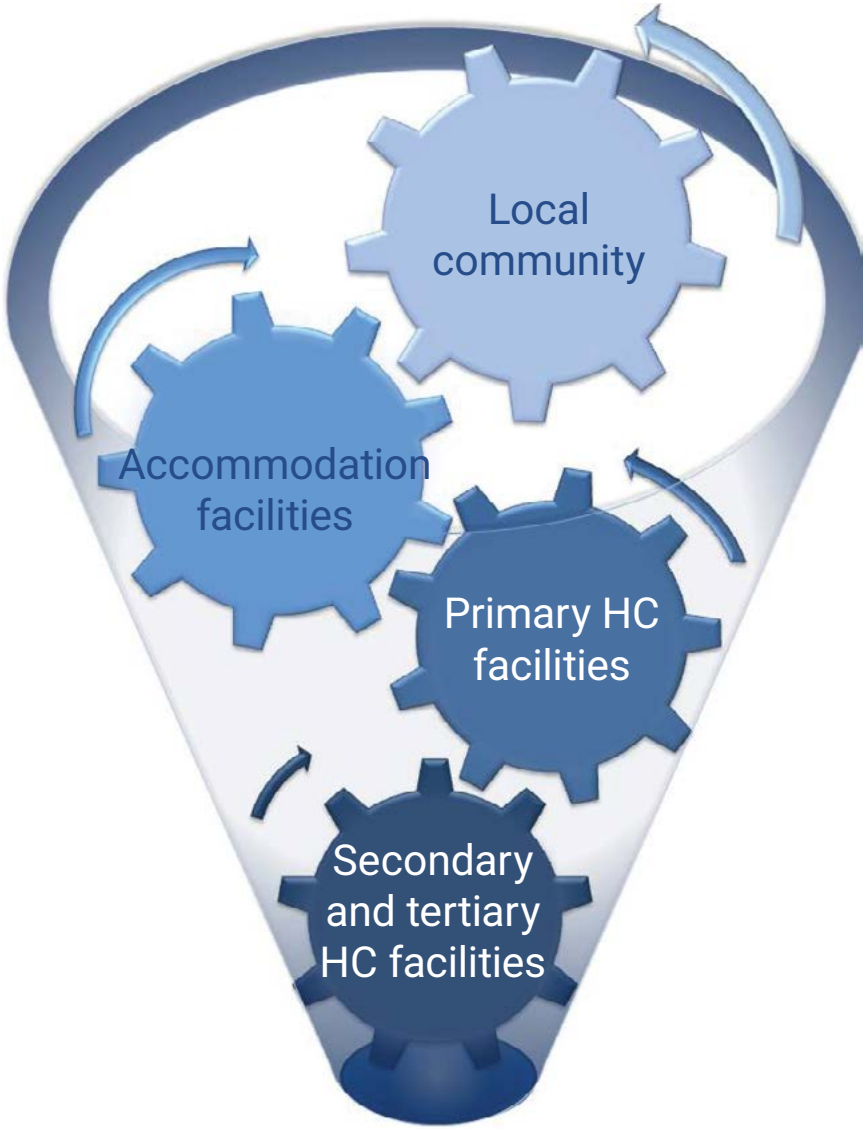 Local
community
Accommodation
facilities
Primary HC
facilities
Secondary
and tertiary
HC facilities